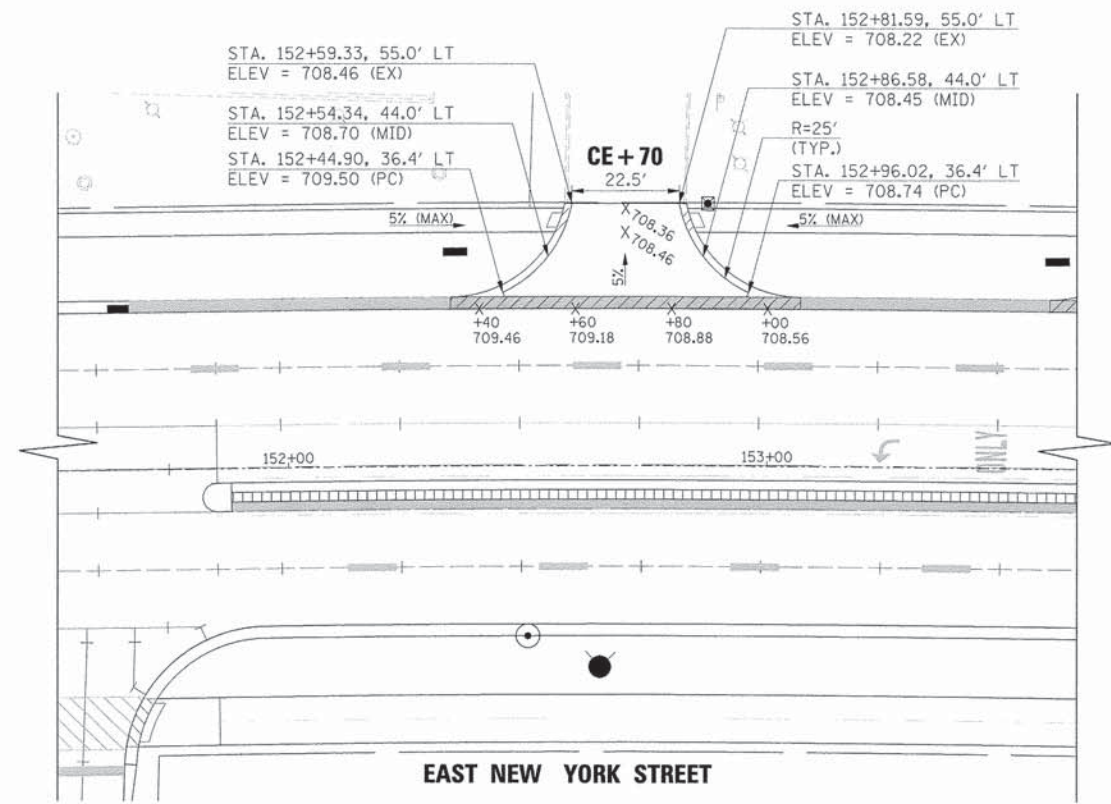 STA. 152+59.33, 55.0' LT
ELEV = 708.46 (EX)
STA. 152+54.34, 44.0' LT
ELEV = 708.70 (MID)
STA. 152+44.90, 36.4' LT
ELEV = 709.50 (PC)
STA. 152+81.59, 55.0' LT
ELEV = 708.22 (EX)
STA. 152+86.58, 44.0' LT
ELEV = 708.45 (MID)
R=25'
(TYP.)
STA. 152+96.02, 36.4' LT
ELEV = 708.74 (PC)
CE+70
22.5'
5% (MAX)
5% (MAX)
708.36
708.46
5%
+40
709.46
+60
709.18
+80
708.88
+00
708.56
152+00
153+00
ONLY
EAST NEW YORK STREET